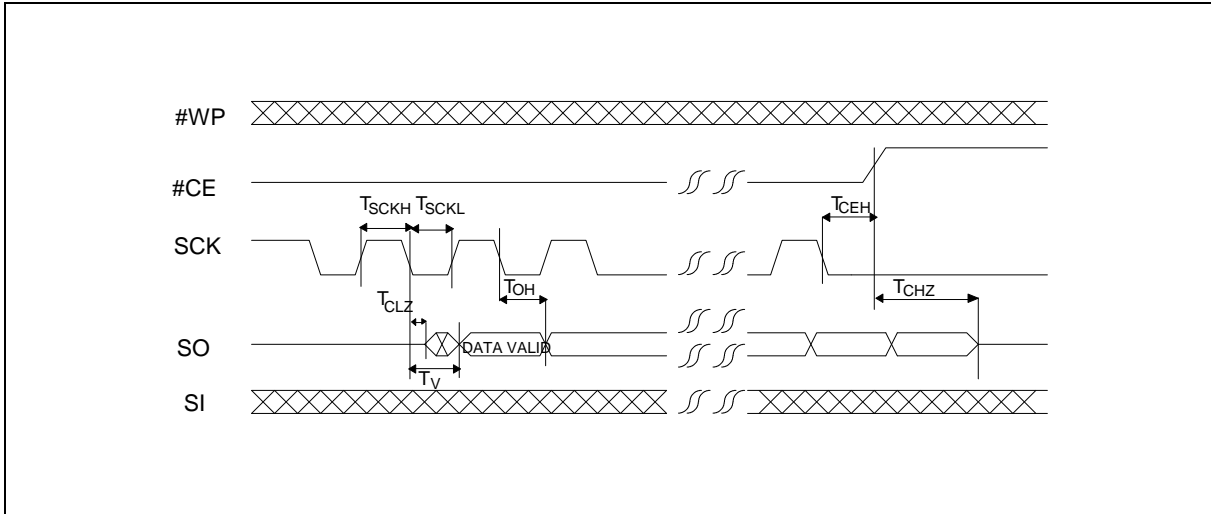 #WP
#CE
TSCKH TSCKL
TCEH
SCK
TOH
TCHZ
TCLZ
SO
DATA VALID
TV
SI